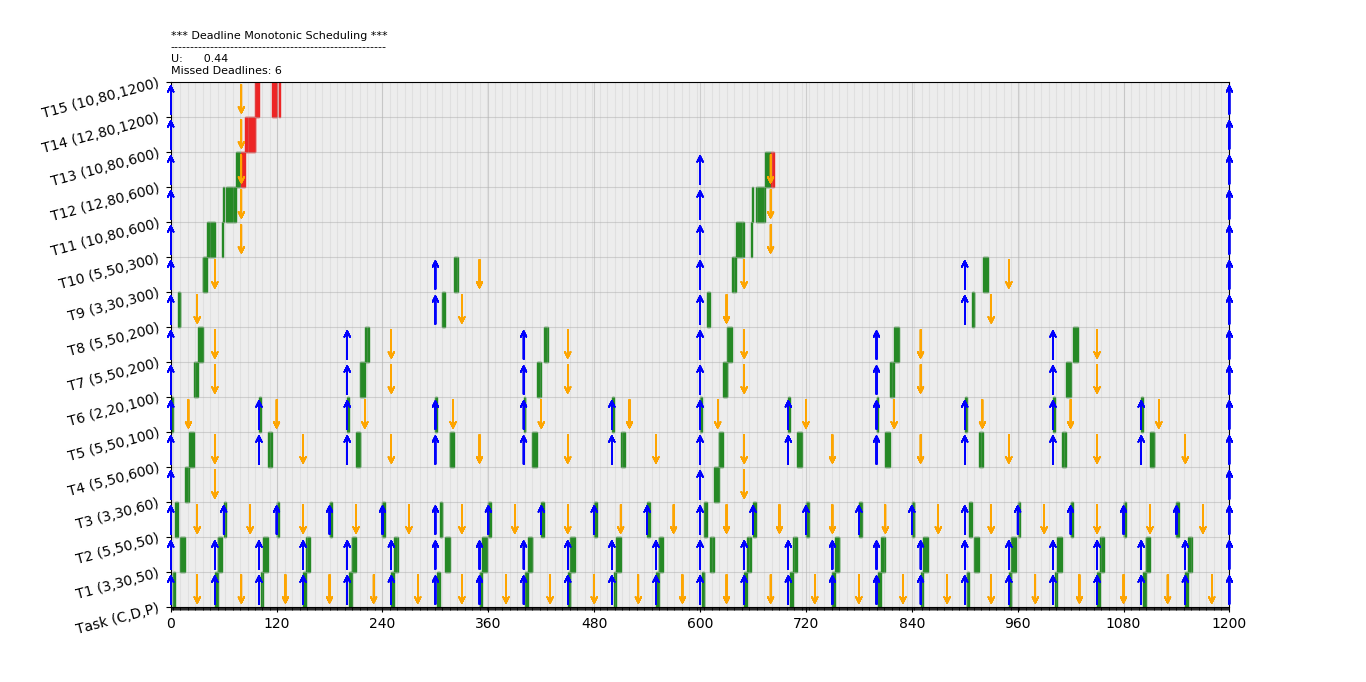 *** Deadline Monotonic Scheduling ***
------------------------------------------------------
U: 0.44
Missed Deadlines: 6
T15 (10,80,1200)
T14 (12,80,1200)
T13 (10,80,600)
T12 (12,80,600)
T11 (10,80,600)
T10 (5,50,300)
T9 (3,30,300)
T8 (5,50,200)
T7 (5,50,200)
T6 (2,20,100)
T5 (5,50,100)
T4 (5,50,600)
T3 (3,30,60)
T2 (5,50,50)
T1 (3,30,50)
Task (C,D,P)
0 120 240 360 480 600 720 840 960 1080 1200